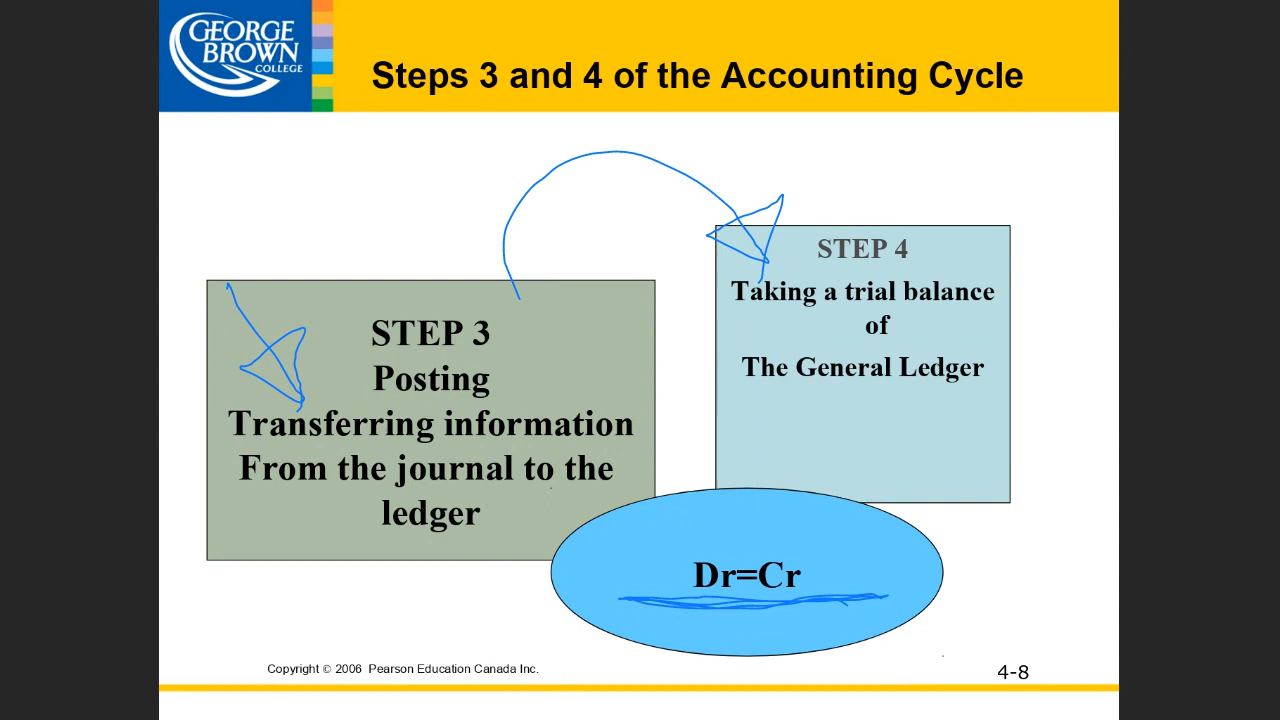 GEORGE
BROWN
COLLEGE
Steps 3 and 4 of the Accounting Cycle
STEP 3
Posting
Transferring information
From the journal to the
ledger
STEP 4
Taking a trial balance
of
The General Ledger
Dr=Cr
Copyright © 2006 Pearson Education Canada Inc.
4-8